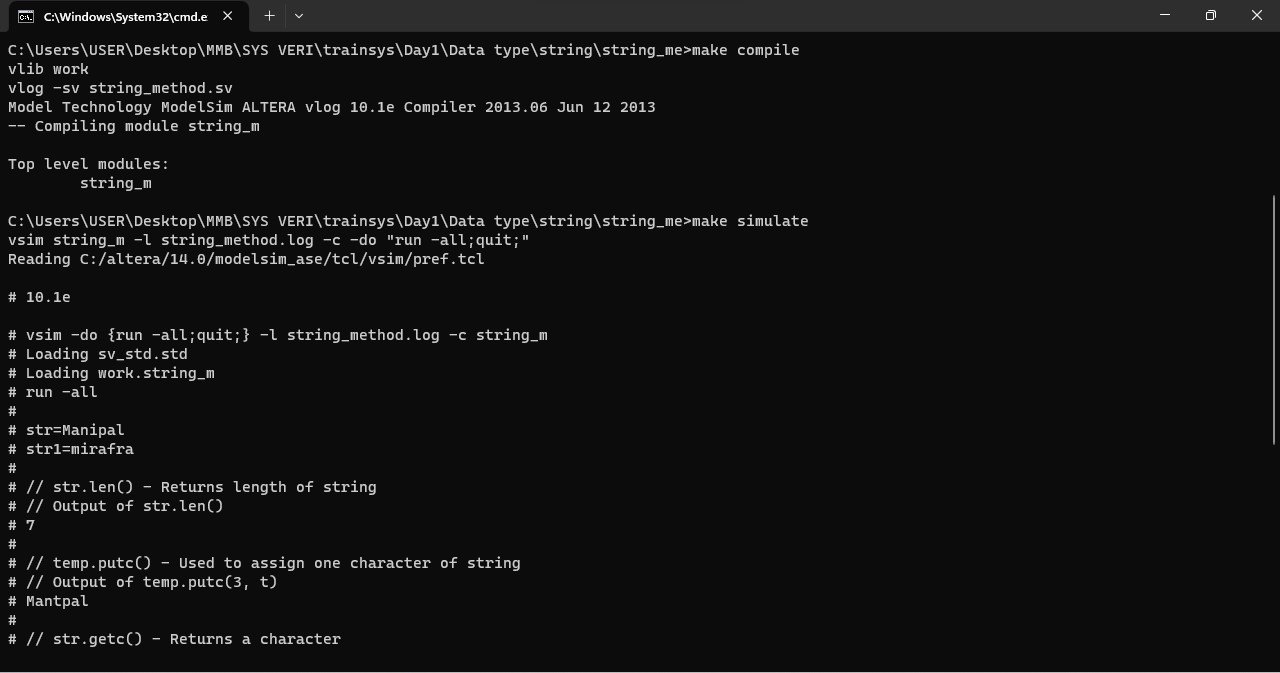 C:\Windows\System32\cmd.e
C:\Users\USER\Desktop\MMB\SYS VERI\trainsys\Day1\Data type\string\string_me>make compile
vlib work
vlog -sv string_method.sv
Model Technology ModelSim ALTERA vlog 10.1e Compiler 2013.06 Jun 12 2013
-- Compiling module string_m
Top level modules:
string_m
C:\Users\USER\Desktop\MMB\SYS VERI\trainsys\Day1\Data type\string\string_me>make simulate
vsim string_m -l string_method.log -c -do "run -all;quit;"
Reading C:/altera/14.0/modelsim_ase/tcl/vsim/pref.tcl
# 10.1e
# vsim -do {run -all;quit;} -l string_method.log -c string_m
# Loading sv_std.std
# Loading work.string_m
# run -all
#
# str=Manipal
# str1=mirafra
#
# // str.len() - Returns length of string
# // Output of str.len()
# 7
#
# // temp.putc() - Used to assign one character of string
# // Output of temp.putc(3, t)
# Mantpal
#
# // str.getc() - Returns a character